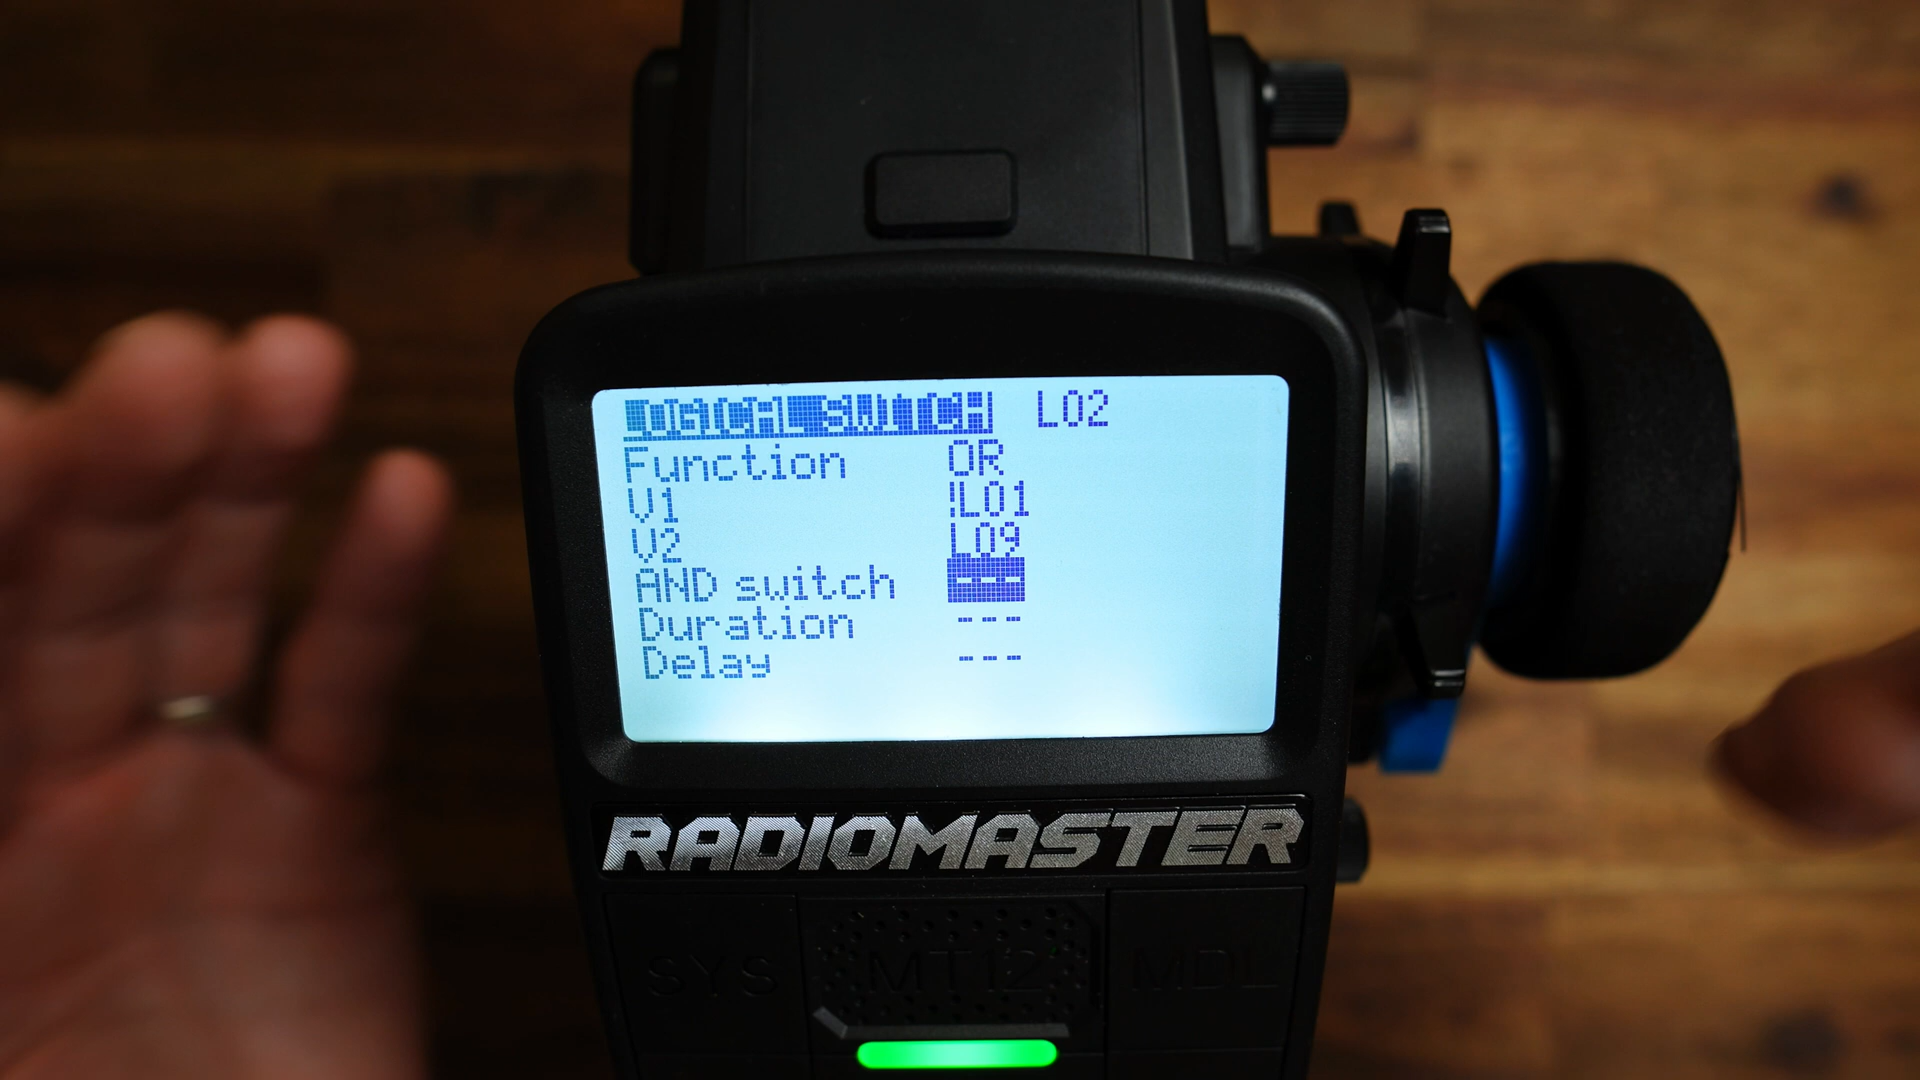 LOGICAL SWITCH L02
Function OR
V1 !L01
V2 L09
AND switch ---
Duration ---
Delay ---
RADIOMASTER
SYS MT12 MDL